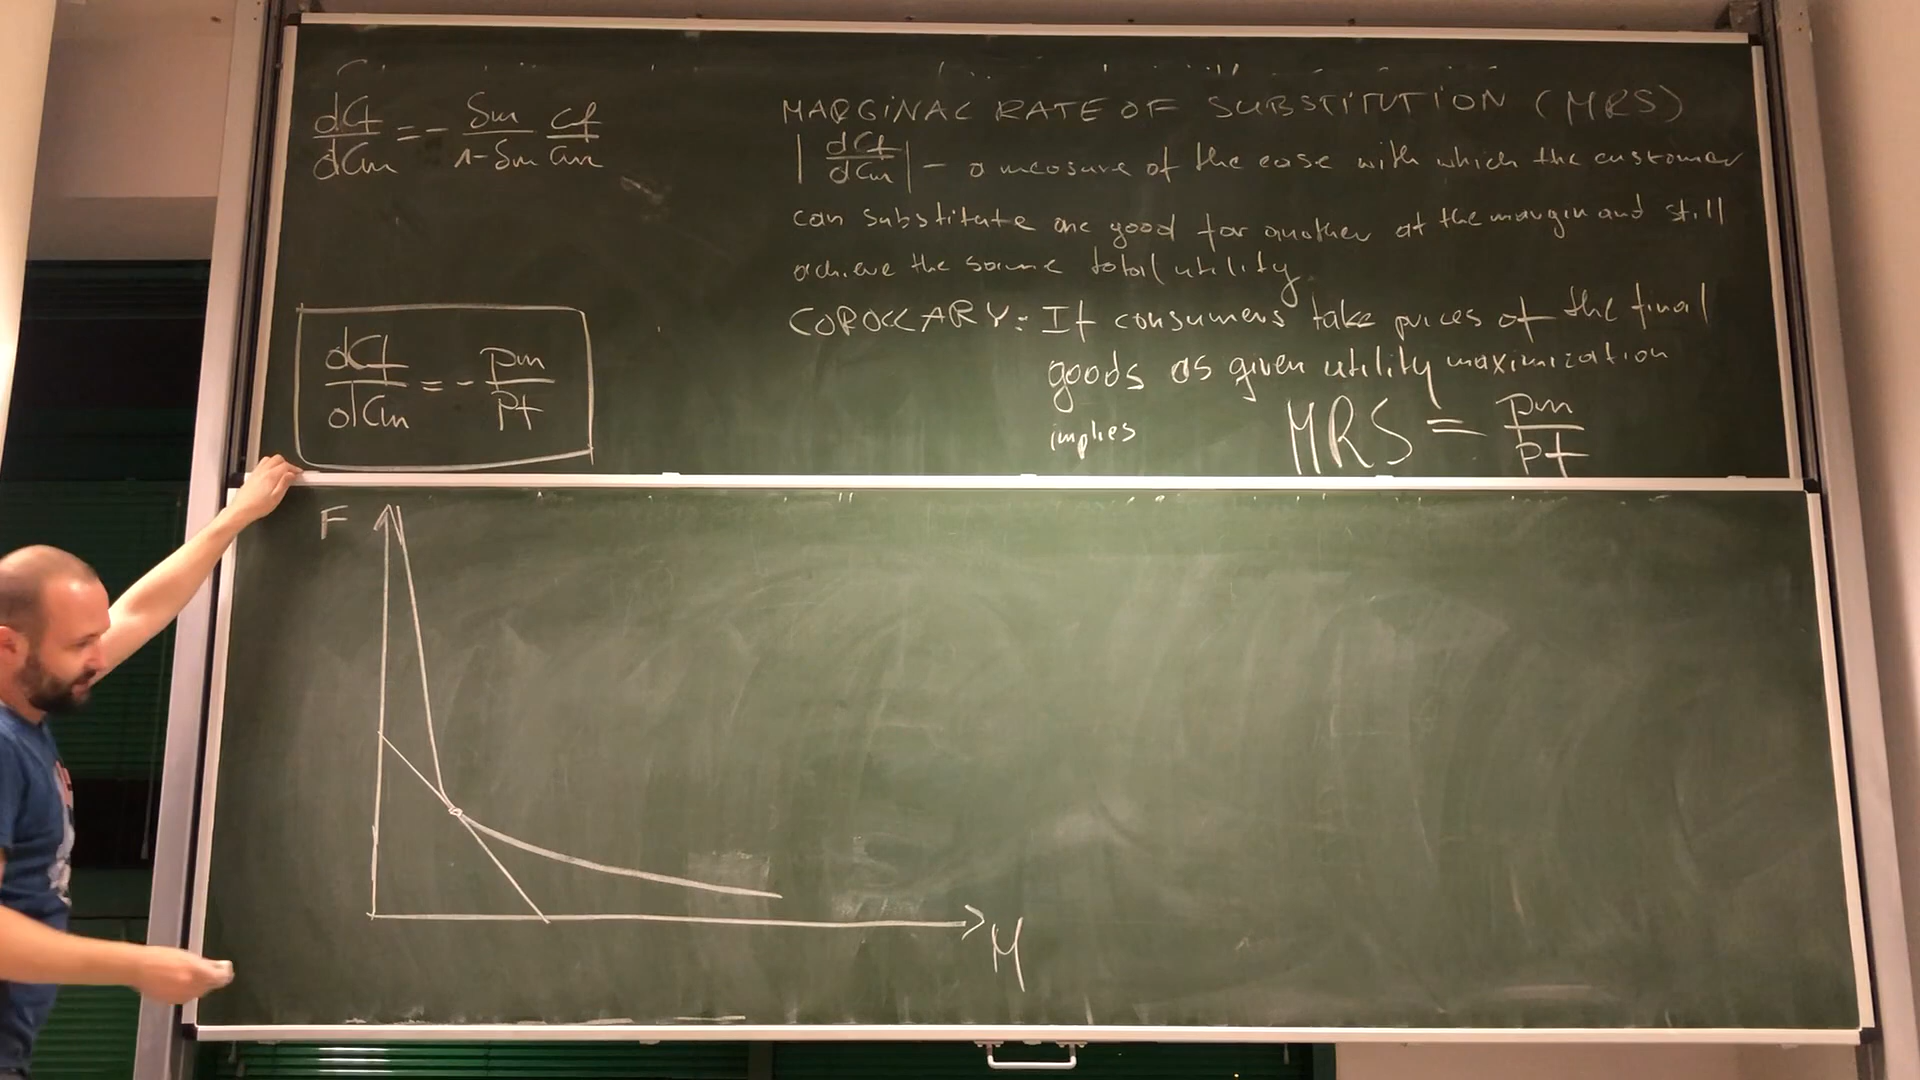 dCf/dCm = - δm/1-δm cf/cm
dCf/dCm = - pm/pf
MARGINAL RATE OF SUBSTITUTION (MRS)
|dCf/dCm| - a measure of the ease with which the customer
can substitute one good for another at the margin and still
achieve the same total utility.
COROLLARY: If consumers take prices of the final
goods as given utility maximization
implies MRS = pm/pf
F
M